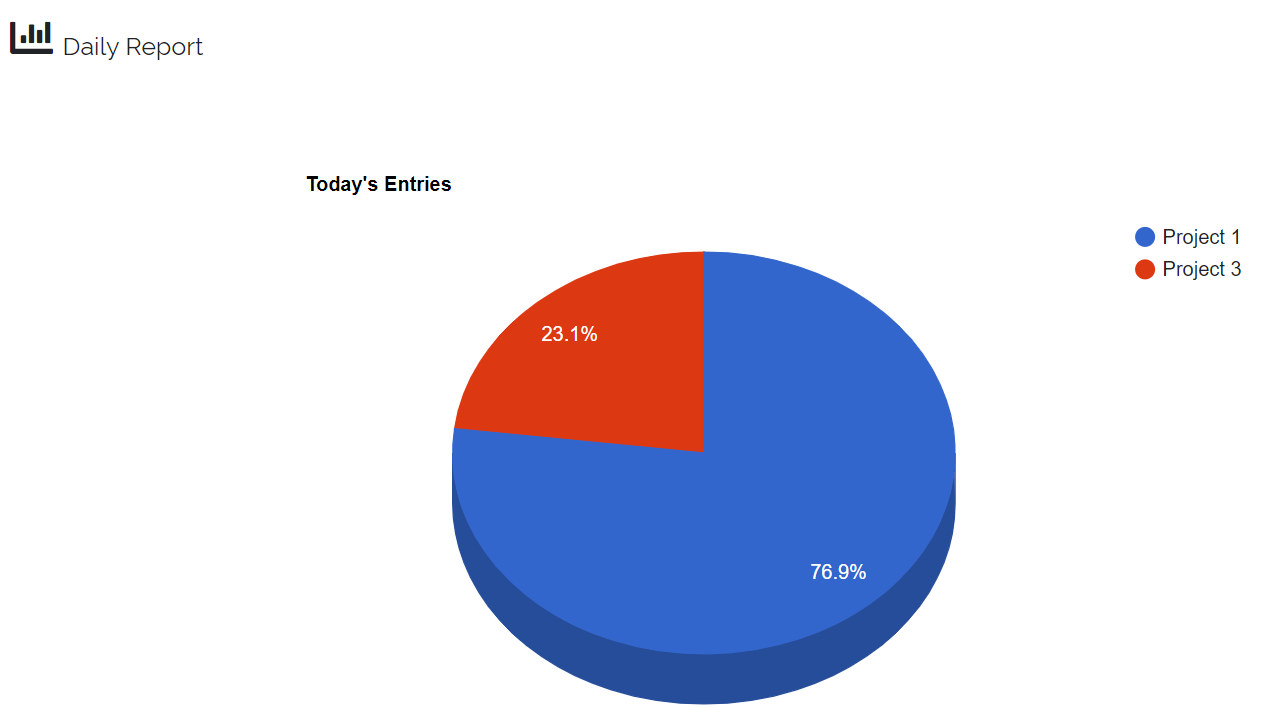 Daily Report
Today's Entries
Project 1
Project 3
23.1%
76.9%